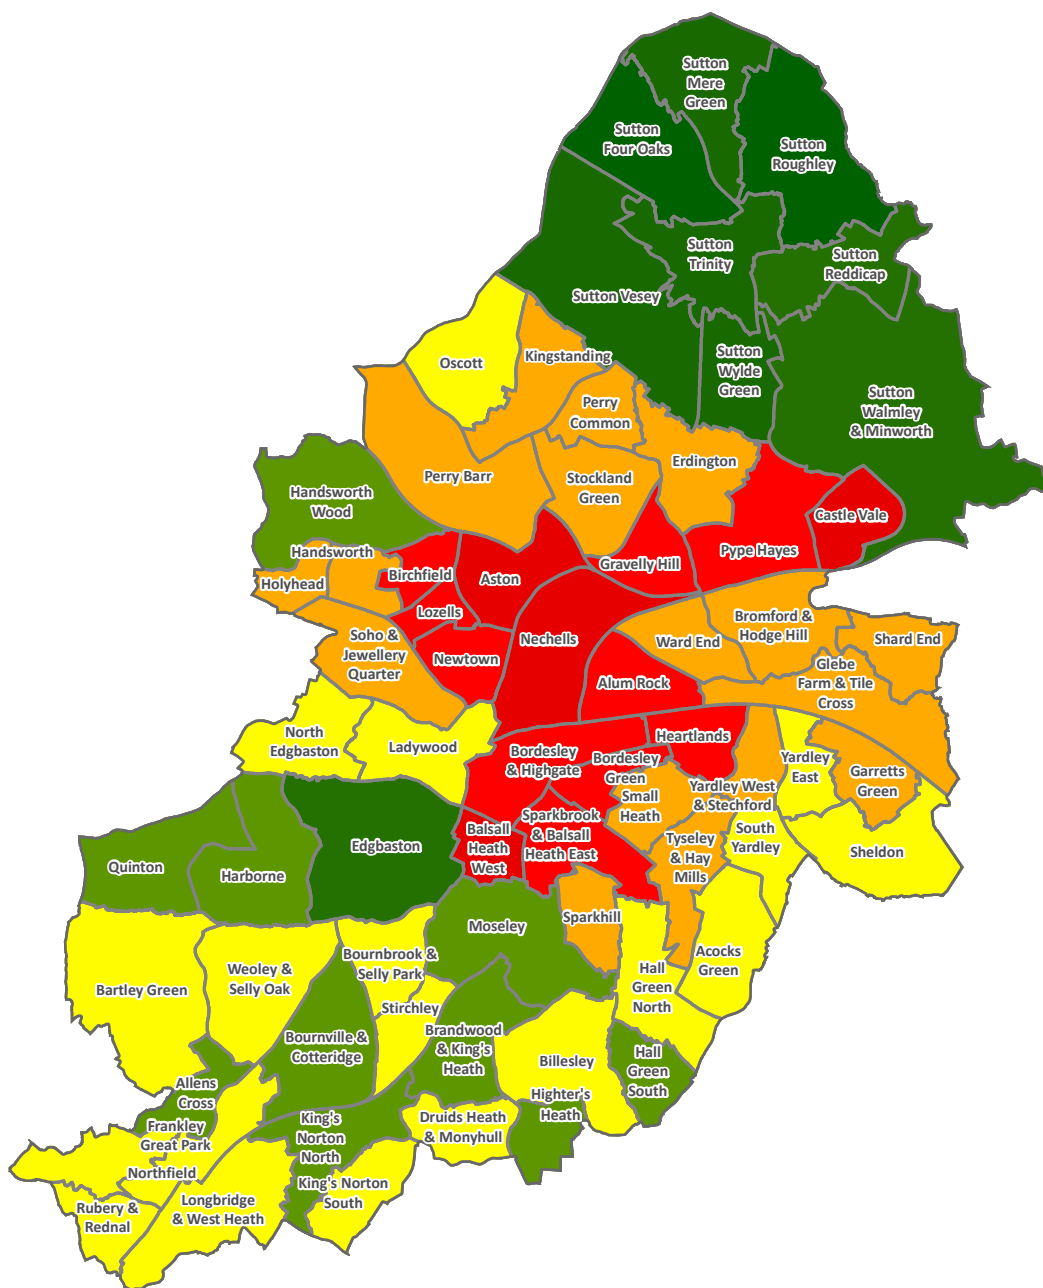 Sutton
Mere
Green
Sutton
Four Oaks
Sutton
Roughley
Sutton
Trinity
Sutton
Reddicap
Sutton Vesey
Sutton
Wylde
Green
Sutton
Walmley
& Minworth
Oscott
Kingstanding
Perry
Common
Erdington
Perry Barr
Stockland
Green
Handsworth
Wood
Castle Vale
Pype Hayes
Handsworth
Holyhead
Birchfield
Aston
Gravelly Hill
Lozells
Soho &
Jewellery
Quarter
Newtown
Nechells
Ward End
Bromford &
Hodge Hill
Shard End
Glebe
Farm & Tile
Cross
Alum Rock
North
Edgbaston
Ladywood
Bordesley
& Highgate
Bordesley
Green
Heartlands
Yardley
East
Garretts
Green
Small
Heath
Yardley West
& Stechford
Sparkbrook
& Balsall
Heath East
Balsall
Heath
West
Tyseley
& Hay
Mills
South
Yardley
Sheldon
Edgbaston
Quinton
Harborne
Moseley
Sparkhill
Acocks
Green
Hall
Green
North
Bournbrook &
Selly Park
Weoley &
Selly Oak
Bartley Green
Stirchley
Bournville &
Cotteridge
Brandwood
& King's
Heath
Billesley
Hall
Green
South
Highter's
Heath
Allens
Cross
Frankley
Great Park
King's
Norton
North
Druids Heath
& Monyhull
Northfield
King's Norton
South
Rubery &
Rednal
Longbridge
& West Heath